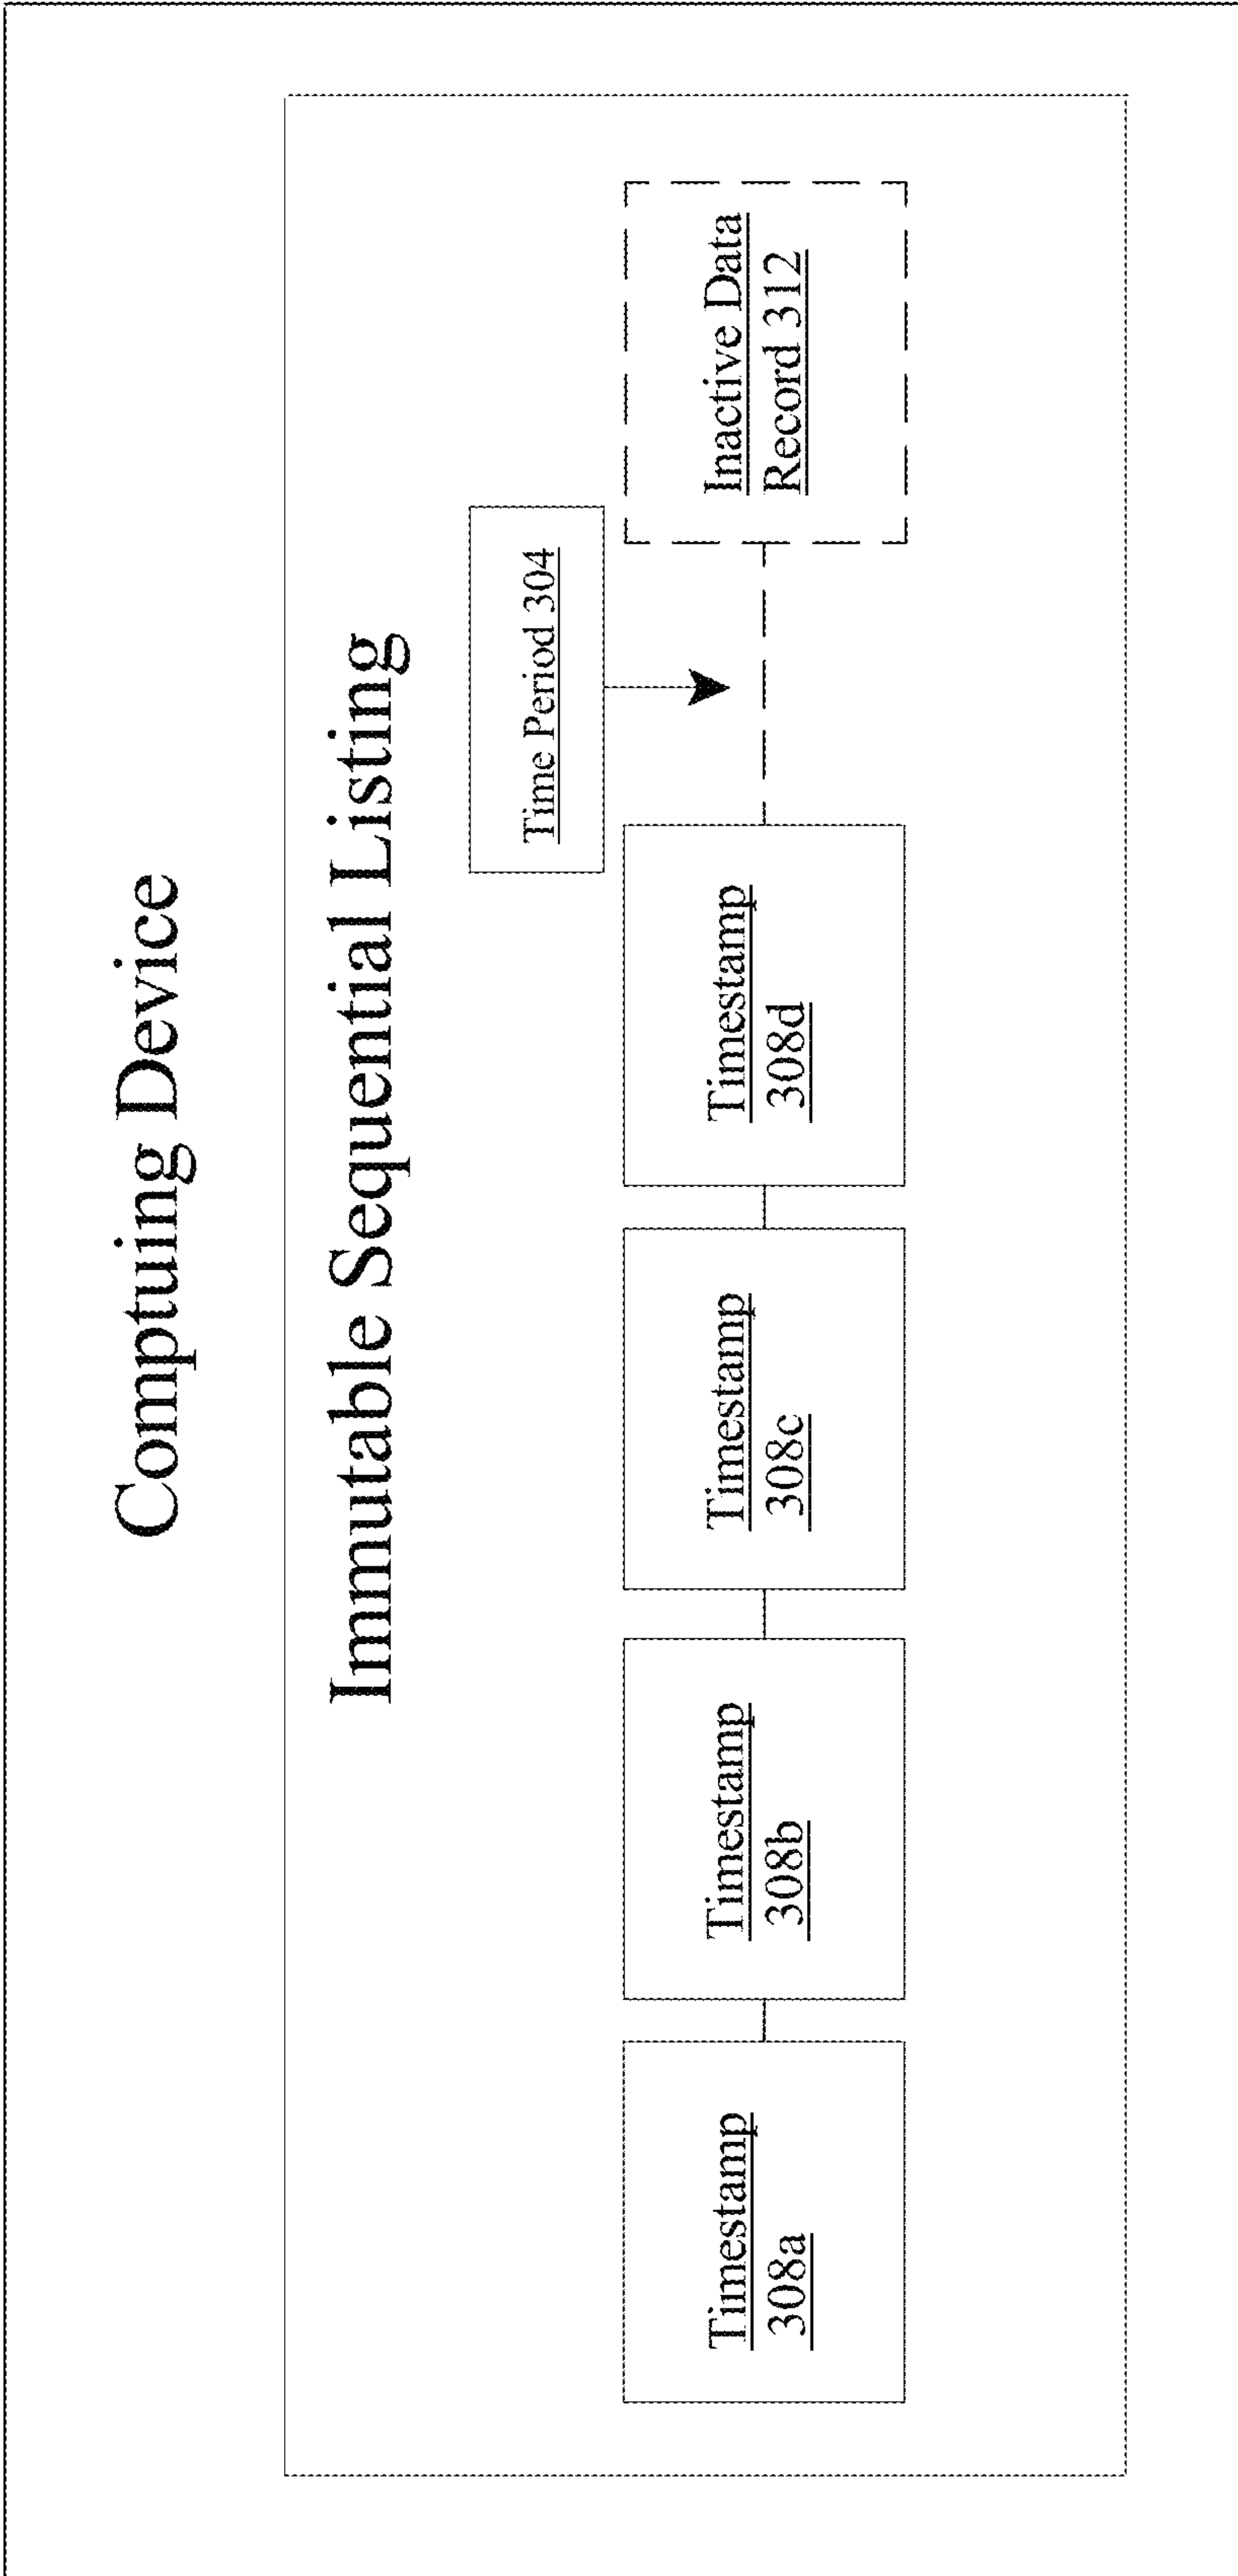 Comptuing Device
Immutable Sequential Listing
Time Period 304
Timestamp
308a
Timestamp
308b
Timestamp
308c
Timestamp
308d
Inactive Data
Record 312